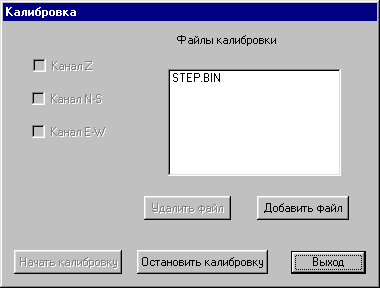 Калибровка
Файлы калибровки
Канал Z
Канал N-S
Канал E-W
STEP.BIN
Удалить файл
Добавить файл
Начать калибровку
Остановить калибровку
Выход